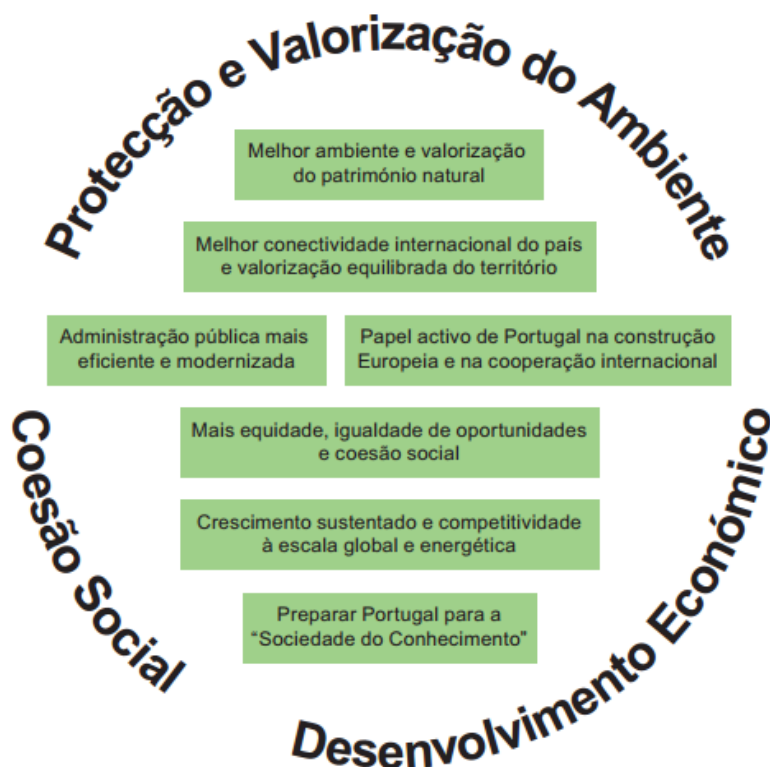 Protecção e Valorização do Ambiente
Melhor ambiente e valorização
do património natural
Melhor conectividade internacional do país
e valorização equilibrada do território
Administração pública mais
eficiente e modernizada
Papel activo de Portugal na construção
Europeia e na cooperação internacional
Mais equidade, igualdade de oportunidades
e coesão social
Crescimento sustentado e competitividade
à escala global e energética
Preparar Portugal para a
“Sociedade do Conhecimento”
Coesão Social
Desenvolvimento Económico